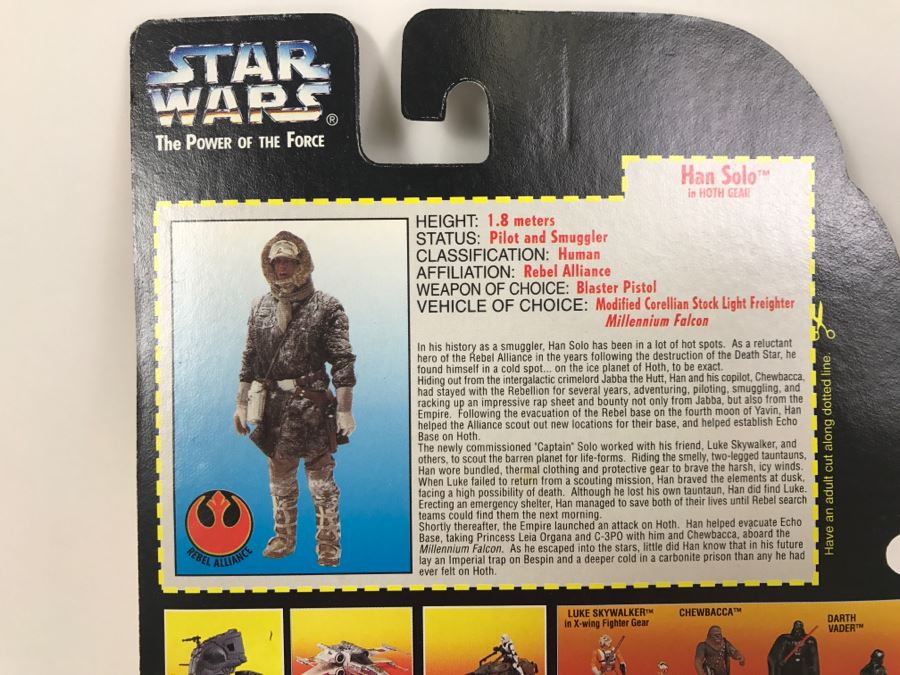 STAR
WARS®
The POWER OF THE FORCE
Han Solo™
in HOTH GEAR
HEIGHT: 1.8 meters
STATUS: Pilot and Smuggler
CLASSIFICATION: Human
AFFILIATION: Rebel Alliance
WEAPON OF CHOICE: Blaster Pistol
VEHICLE OF CHOICE: Modified Corellian Stock Light Freighter
Millennium Falcon
In his history as a smuggler, Han Solo has been in a lot of hot spots. As a reluctant
hero of the Rebel Alliance in the years following the destruction of the Death Star, he
found himself in a cold spot... on the ice planet of Hoth, to be exact.
Hiding out from the intergalactic crimelord Jabba the Hutt, Han and his copilot, Chewbacca,
had stayed with the Rebellion for several years, adventuring, piloting, smuggling, and
racking up an impressive rap sheet and bounty not only from Jabba, but also from the
Empire. Following the evacuation of the Rebel base on the fourth moon of Yavin, Han
helped the Alliance scout out new locations for their base, and helped establish Echo
Base on Hoth.
The newly commissioned "Captain" Solo worked with his friend, Luke Skywalker, and
others, to scout the barren planet for life-forms. Riding the smelly, two-legged tauntauns,
Han wore bundled, thermal clothing and protective gear to brave the harsh, icy winds.
When Luke failed to return from a scouting mission, Han braved the elements at dusk,
facing a high possibility of death. Although he lost his own tauntaun, Han did find Luke.
Erecting an emergency shelter, Han managed to save both of their lives until Rebel search
teams could find them the next morning.
Shortly thereafter, the Empire launched an attack on Hoth. Han helped evacuate Echo
Base, taking Princess Leia Organa and C-3PO with him and Chewbacca, aboard the
Millennium Falcon. As he escaped into the stars, little did Han know that in his future
lay an Imperial trap on Bespin and a deeper cold in a carbonite prison than any he had
ever felt on Hoth.
REBEL ALLIANCE
Have an adult cut along dotted line.
LUKE SKYWALKER™
in X-wing Fighter Gear
CHEWBACCA™
DARTH
VADER™